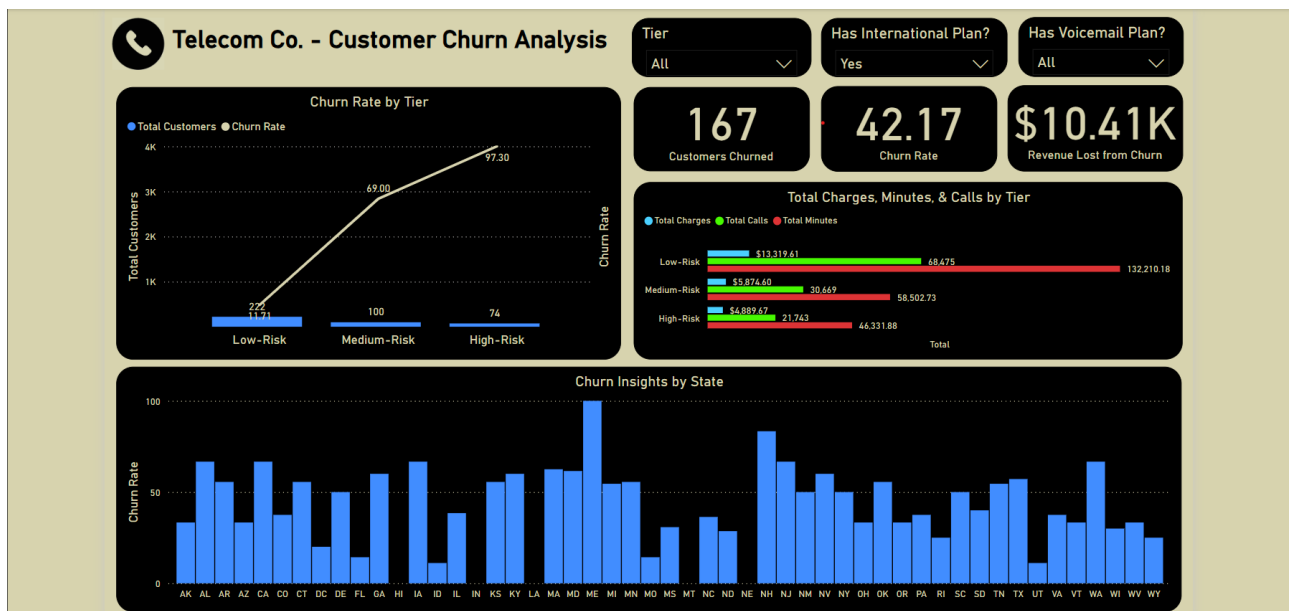 Telecom Co. - Customer Churn Analysis
Tier
All
Has International Plan?
Yes
Has Voicemail Plan?
All
Churn Rate by Tier
Total Customers Churn Rate
4K
3K
2K
1K
Total Customers
Churn Rate
97.30
69.00
222
11.71
100
74
Low-Risk Medium-Risk High-Risk
167
Customers Churned
42.17
Churn Rate
$10.41K
Revenue Lost from Churn
Total Charges, Minutes, & Calls by Tier
Total Charges Total Calls Total Minutes
Low-Risk
$13,319.61
68,475
132,210.18
Medium-Risk
$5,874.60
30,669
58,502.73
High-Risk
$4,889.67
21,743
46,331.88
Total
Churn Insights by State
Churn Rate
100
50
0
AK AL AR AZ CA CO CT DC DE FL GA HI IA ID IL IN KS KY LA MA MD ME MI MN MO MS MT NC ND NE NH NJ NM NV NY OH OK OR PA RI SC SD TN TX UT VA VT WA WI WV WY